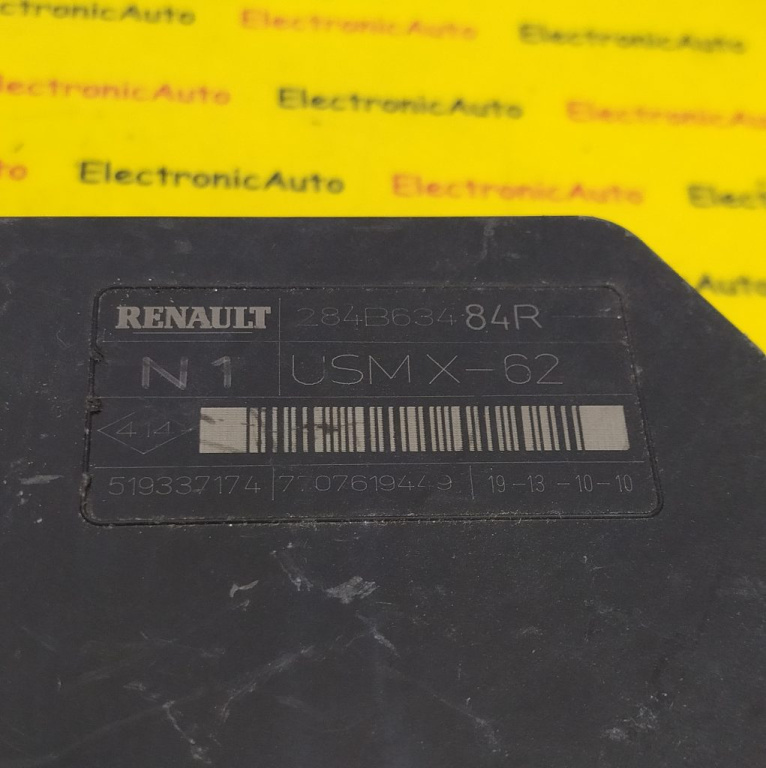 ElectronicAuto ElectronicAuto ElectronicAuto
ElectronicAuto ElectronicAuto ElectronicAuto
ElectronicAuto ElectronicAuto
RENAULT 284B63484R
N1 USM X-62
414
519337174 7707619449 19-13-10-10